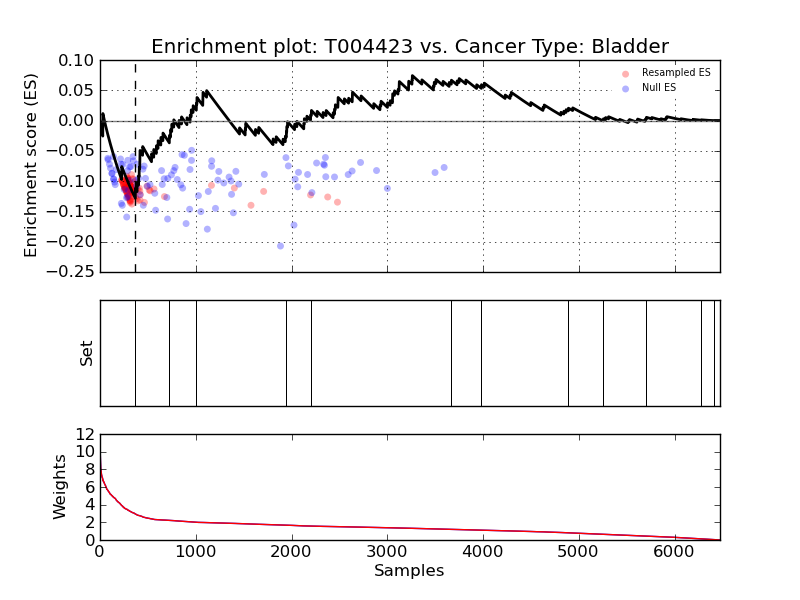 Enrichment plot: T004423 vs. Cancer Type: Bladder
Enrichment score (ES)
0.10
0.05
0.00
−0.05
−0.10
−0.15
−0.20
−0.25
Resampled ES
Null ES
Set
Weights
12
10
8
6
4
2
0
0 1000 2000 3000 4000 5000 6000
Samples